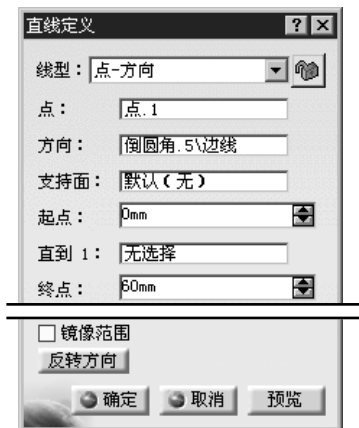 直线定义
线型：点-方向
点：点.1
方向：倒圆角.5\边线
支持面：默认(无)
起点：0mm
直到 1：无选择
终点：60mm
镜像范围
反转方向
确定 取消 预览